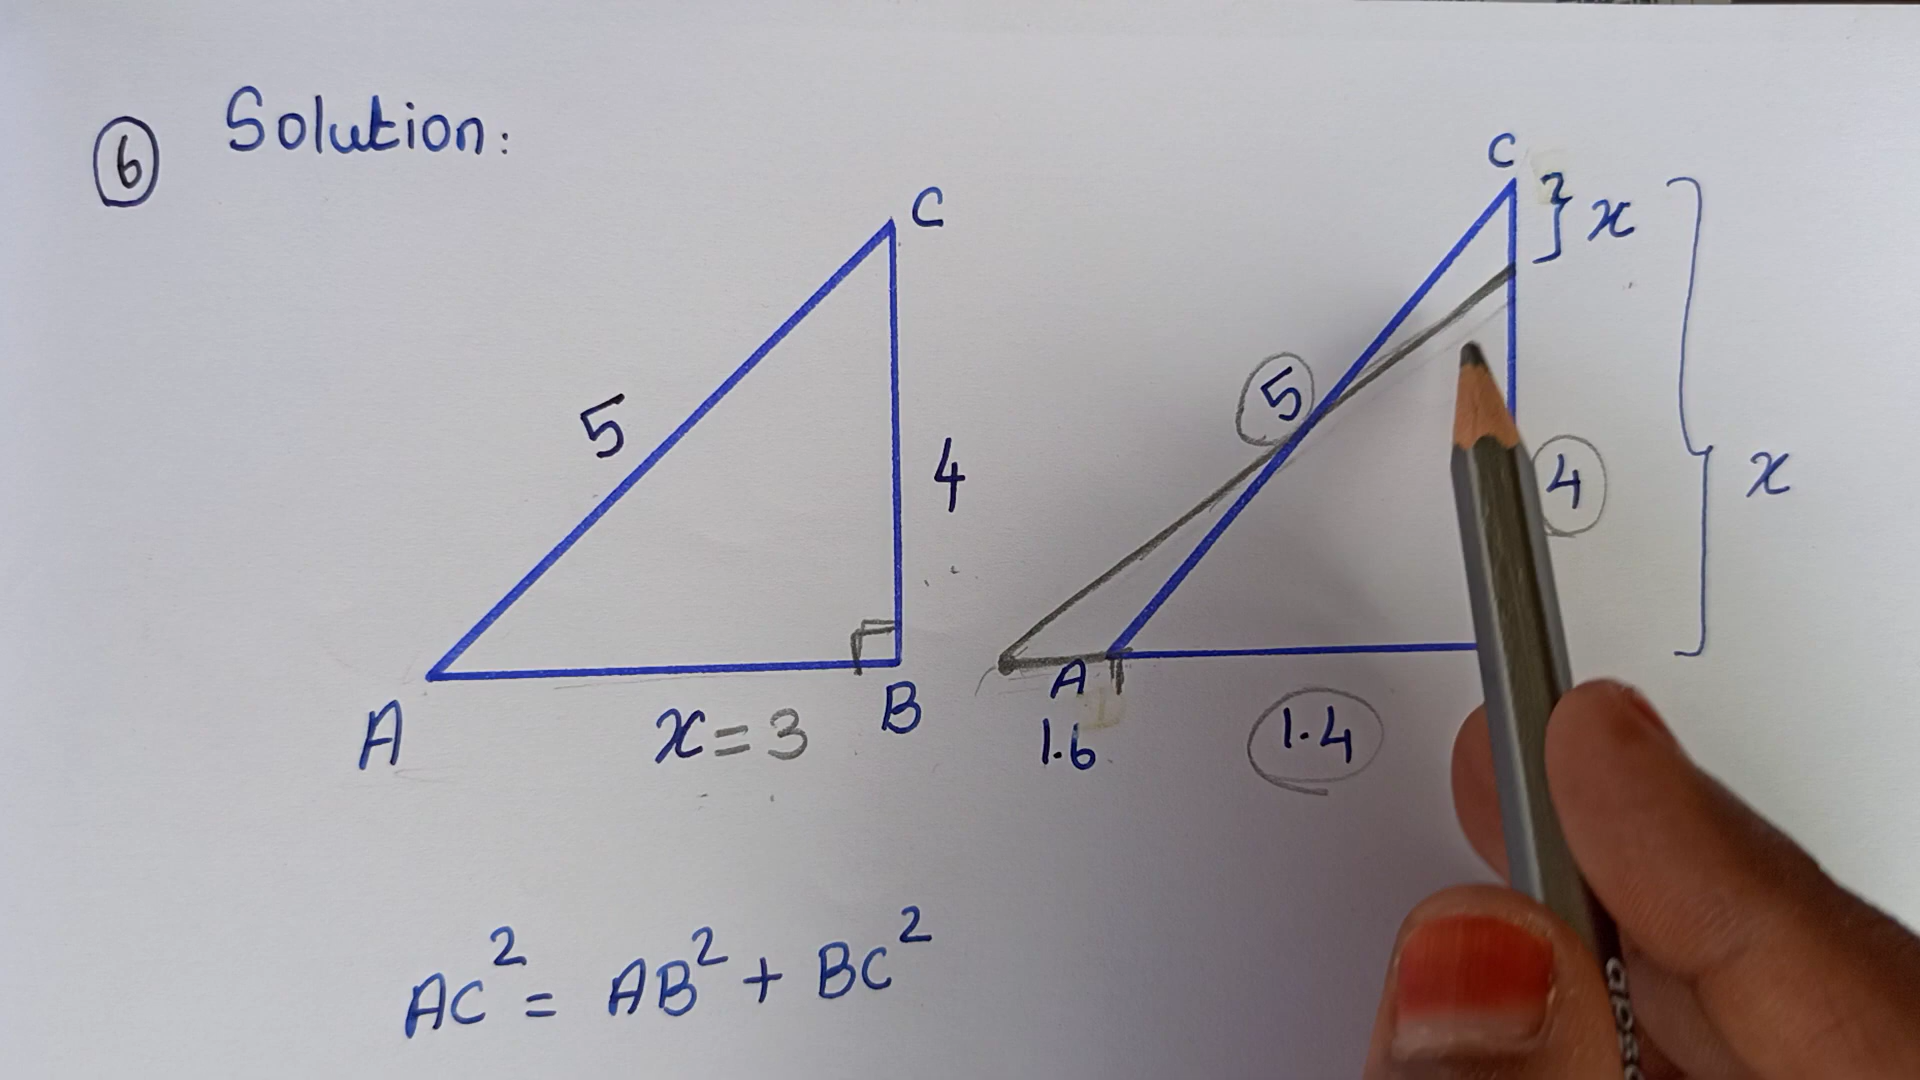 6 Solution:
C
C
? x
5
5
4
4
x
A
x = 3
B
A
1.6
1.4
AC² = AB² + BC²